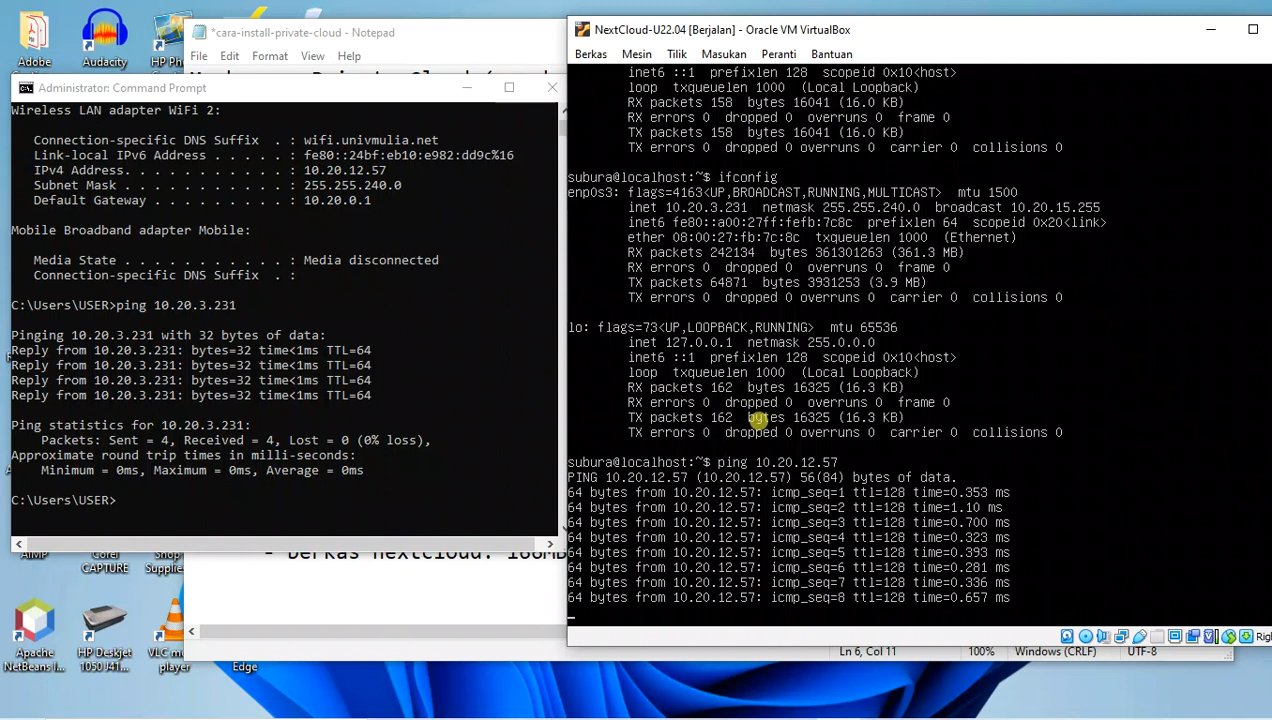 Adobe
Audacity
HP Ph
*cara-install-private-cloud - Notepad
File Edit Format View Help
Administrator: Command Prompt
Wireless LAN adapter WiFi 2:
Connection-specific DNS Suffix . : wifi.univmulia.net
Link-local IPv6 Address . . . . . : fe80::24bf:eb10:e982:dd9c%16
IPv4 Address. . . . . . . . . . . : 10.20.12.57
Subnet Mask . . . . . . . . . . . : 255.255.240.0
Default Gateway . . . . . . . . . : 10.20.0.1
Mobile Broadband adapter Mobile:
Media State . . . . . . . . . . . : Media disconnected
Connection-specific DNS Suffix . :
C:\Users\USER>ping 10.20.3.231
Pinging 10.20.3.231 with 32 bytes of data:
Reply from 10.20.3.231: bytes=32 time<1ms TTL=64
Reply from 10.20.3.231: bytes=32 time<1ms TTL=64
Reply from 10.20.3.231: bytes=32 time<1ms TTL=64
Reply from 10.20.3.231: bytes=32 time<1ms TTL=64
Ping statistics for 10.20.3.231:
Packets: Sent = 4, Received = 4, Lost = 0 (0% loss),
Approximate round trip times in milli-seconds:
Minimum = 0ms, Maximum = 0ms, Average = 0ms
C:\Users\USER>
- berkas nextcloud: 186MB
AIMP
Corel CAPTURE
Shop
Supplies
Apache NetBeans I...
HP Deskjet 1050 J41...
VLC media player
Edge
Ln 6, Col 11 100% Windows (CRLF) UTF-8
NextCloud-U22.04 [Berjalan] - Oracle VM VirtualBox
Berkas Mesin Tilik Masukan Peranti Bantuan
inet6 ::1 prefixlen 128 scopeid 0x10<host>
loop txqueuelen 1000 (Local Loopback)
RX packets 158 bytes 16041 (16.0 KB)
RX errors 0 dropped 0 overruns 0 frame 0
TX packets 158 bytes 16041 (16.0 KB)
TX errors 0 dropped 0 overruns 0 carrier 0 collisions 0
subura@localhost:~$ ifconfig
enp0s3: flags=4163<UP,BROADCAST,RUNNING,MULTICAST> mtu 1500
inet 10.20.3.231 netmask 255.255.240.0 broadcast 10.20.15.255
inet6 fe80::a00:27ff:fefb:7c8c prefixlen 64 scopeid 0x20<link>
ether 08:00:27:fb:7c:8c txqueuelen 1000 (Ethernet)
RX packets 242134 bytes 361301263 (361.3 MB)
RX errors 0 dropped 0 overruns 0 frame 0
TX packets 64871 bytes 3931253 (3.9 MB)
TX errors 0 dropped 0 overruns 0 carrier 0 collisions 0
lo: flags=73<UP,LOOPBACK,RUNNING> mtu 65536
inet 127.0.0.1 netmask 255.0.0.0
inet6 ::1 prefixlen 128 scopeid 0x10<host>
loop txqueuelen 1000 (Local Loopback)
RX packets 162 bytes 16325 (16.3 KB)
RX errors 0 dropped 0 overruns 0 frame 0
TX packets 162 bytes 16325 (16.3 KB)
TX errors 0 dropped 0 overruns 0 carrier 0 collisions 0
subura@localhost:~$ ping 10.20.12.57
PING 10.20.12.57 (10.20.12.57) 56(84) bytes of data.
64 bytes from 10.20.12.57: icmp_seq=1 ttl=128 time=0.353 ms
64 bytes from 10.20.12.57: icmp_seq=2 ttl=128 time=1.10 ms
64 bytes from 10.20.12.57: icmp_seq=3 ttl=128 time=0.700 ms
64 bytes from 10.20.12.57: icmp_seq=4 ttl=128 time=0.323 ms
64 bytes from 10.20.12.57: icmp_seq=5 ttl=128 time=0.393 ms
64 bytes from 10.20.12.57: icmp_seq=6 ttl=128 time=0.281 ms
64 bytes from 10.20.12.57: icmp_seq=7 ttl=128 time=0.336 ms
64 bytes from 10.20.12.57: icmp_seq=8 ttl=128 time=0.657 ms
Righ